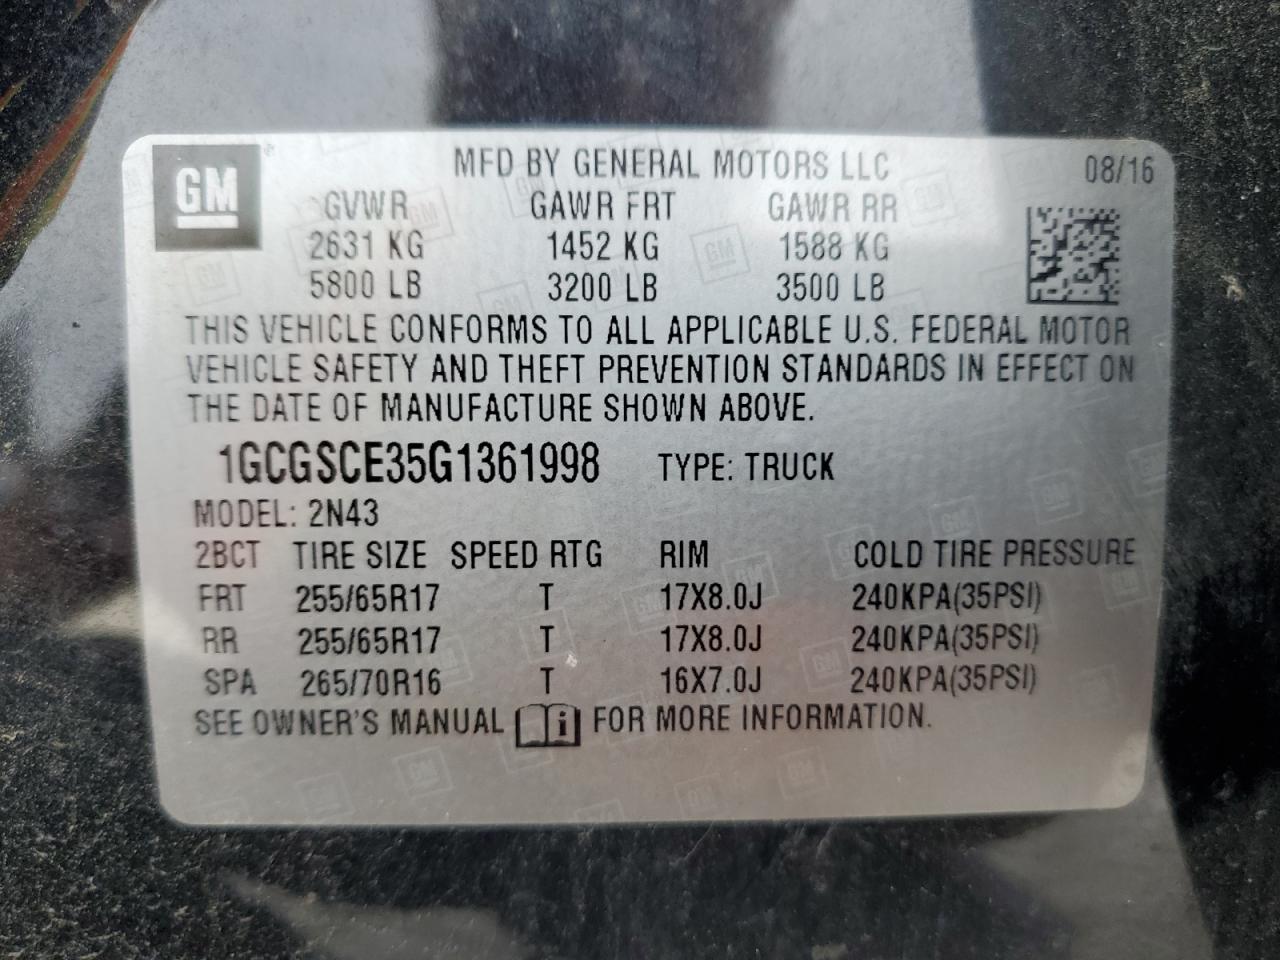 GM
MFD BY GENERAL MOTORS LLC 08/16
GVWR GAWR FRT GAWR RR
2631 KG 1452 KG 1588 KG
5800 LB 3200 LB 3500 LB
THIS VEHICLE CONFORMS TO ALL APPLICABLE U.S. FEDERAL MOTOR
VEHICLE SAFETY AND THEFT PREVENTION STANDARDS IN EFFECT ON
THE DATE OF MANUFACTURE SHOWN ABOVE.
1GCGSCE35G1361998 TYPE: TRUCK
MODEL: 2N43
2BCT TIRE SIZE SPEED RTG RIM COLD TIRE PRESSURE
FRT 255/65R17 T 17X8.0J 240KPA(35PSI)
RR 255/65R17 T 17X8.0J 240KPA(35PSI)
SPA 265/70R16 T 16X7.0J 240KPA(35PSI)
SEE OWNER'S MANUAL i FOR MORE INFORMATION.